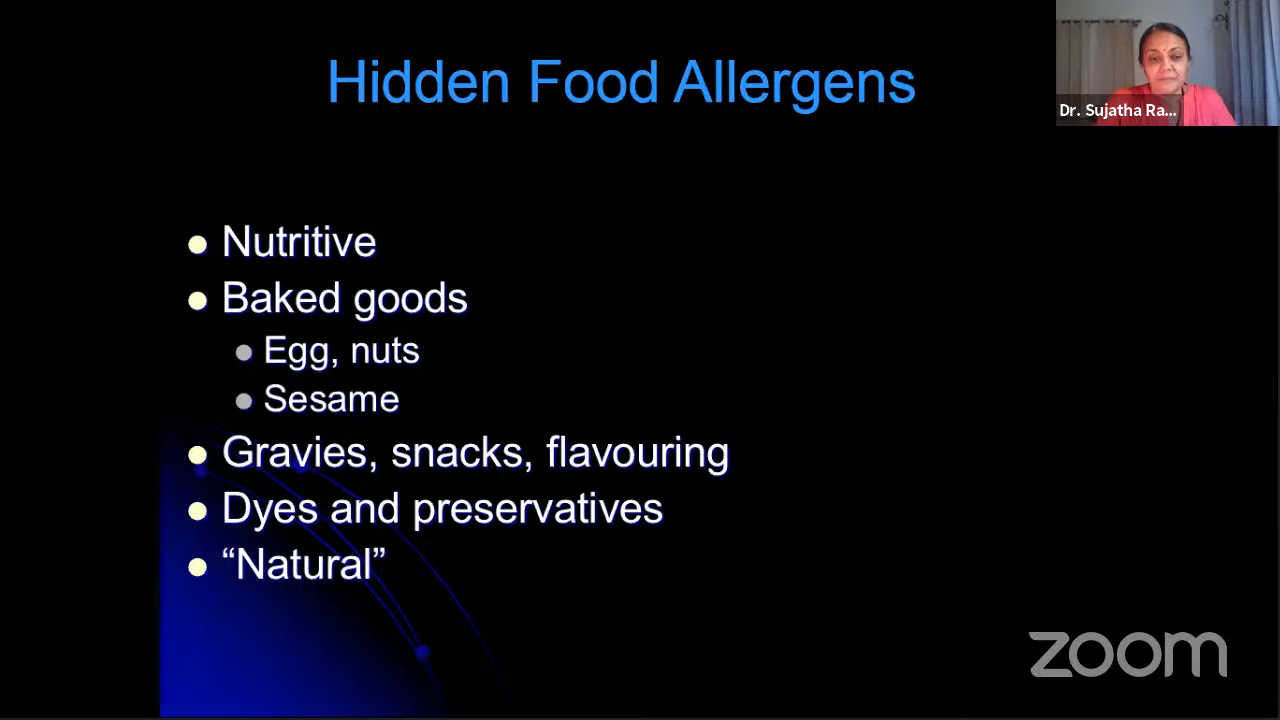 Hidden Food Allergens
Dr. Sujatha Ra...
Nutritive
Baked goods
Egg, nuts
Sesame
Gravies, snacks, flavouring
Dyes and preservatives
“Natural”
zoom